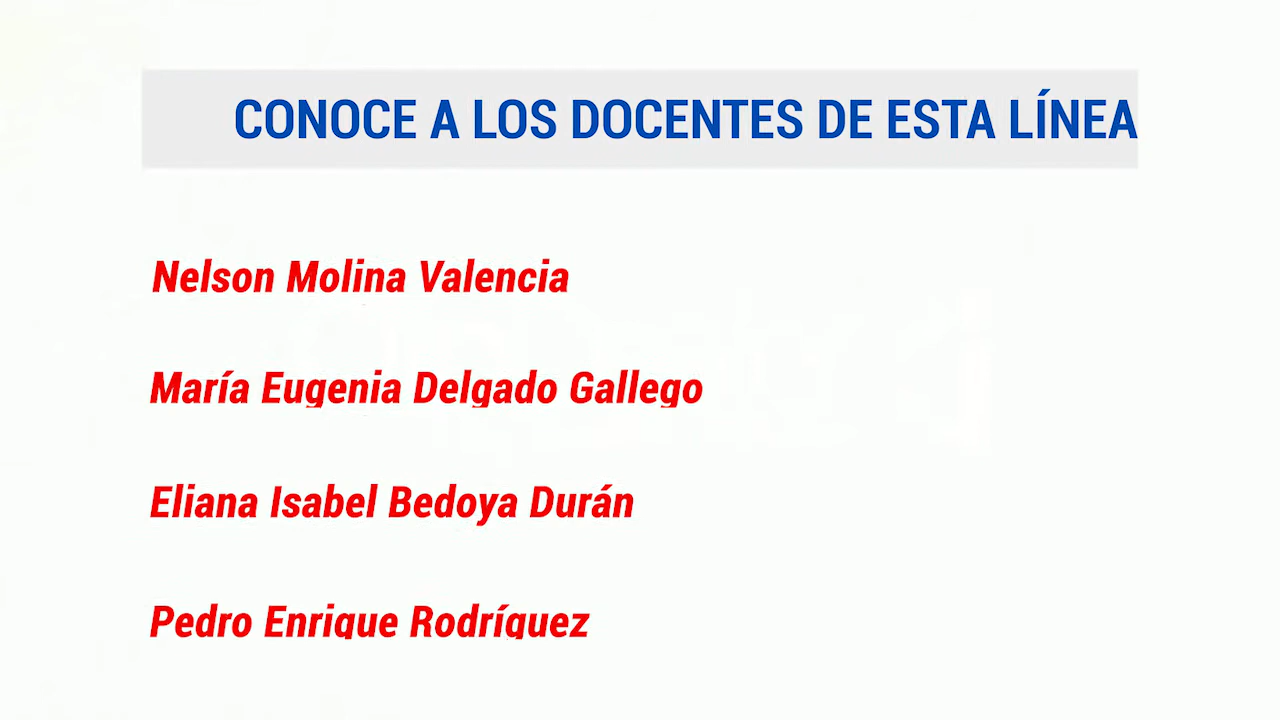 CONOCE A LOS DOCENTES DE ESTA LÍNEA
Nelson Molina Valencia
María Eugenia Delgado Gallego
Eliana Isabel Bedoya Durán
Pedro Enrique Rodríguez